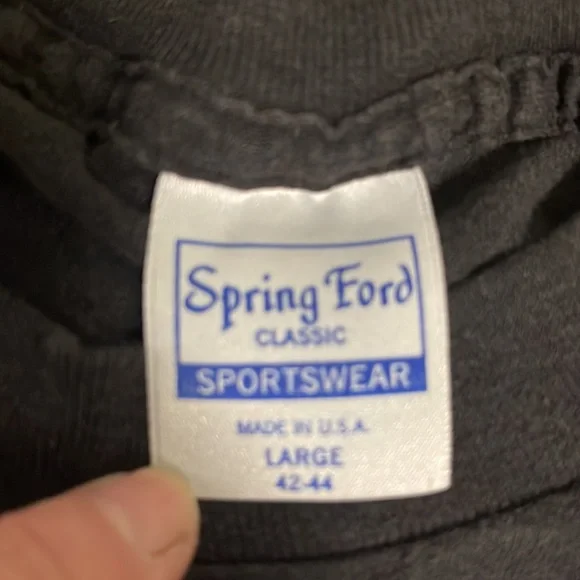 Spring Ford
CLASSIC
SPORTSWEAR
MADE IN U.S.A.
LARGE
42-44